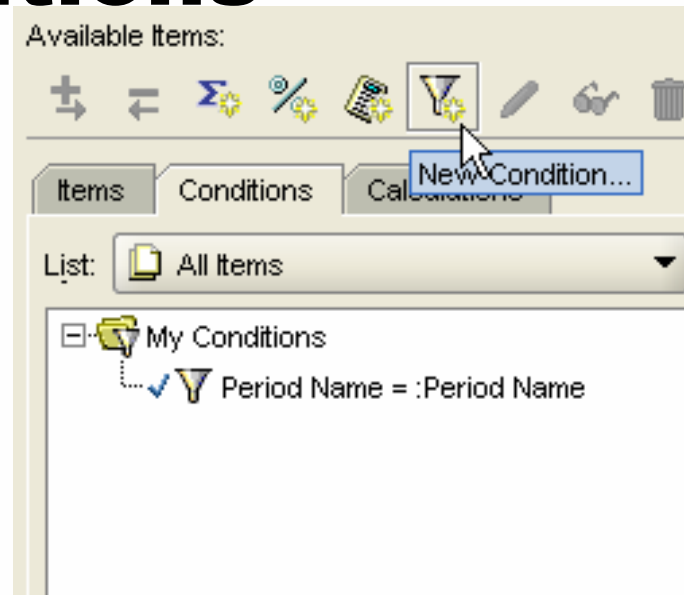 Available Items:
New Condition...
Items Conditions
List: All Items
My Conditions
Period Name = :Period Name